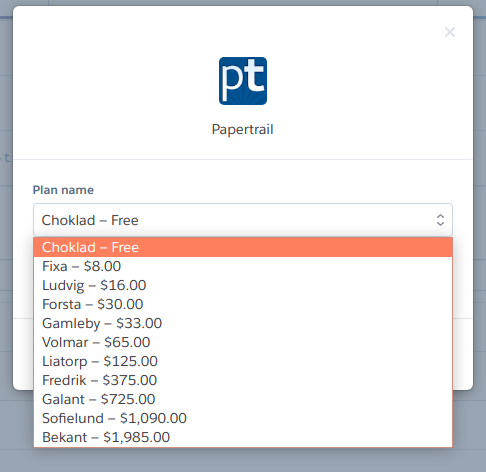 ×
pt
Papertrail
Plan name
Choklad – Free
Choklad – Free
Fixa – $8.00
Ludvig – $16.00
Forsta – $30.00
Gamleby – $33.00
Volmar – $65.00
Liatorp – $125.00
Fredrik – $375.00
Galant – $725.00
Sofielund – $1,090.00
Bekant – $1,985.00